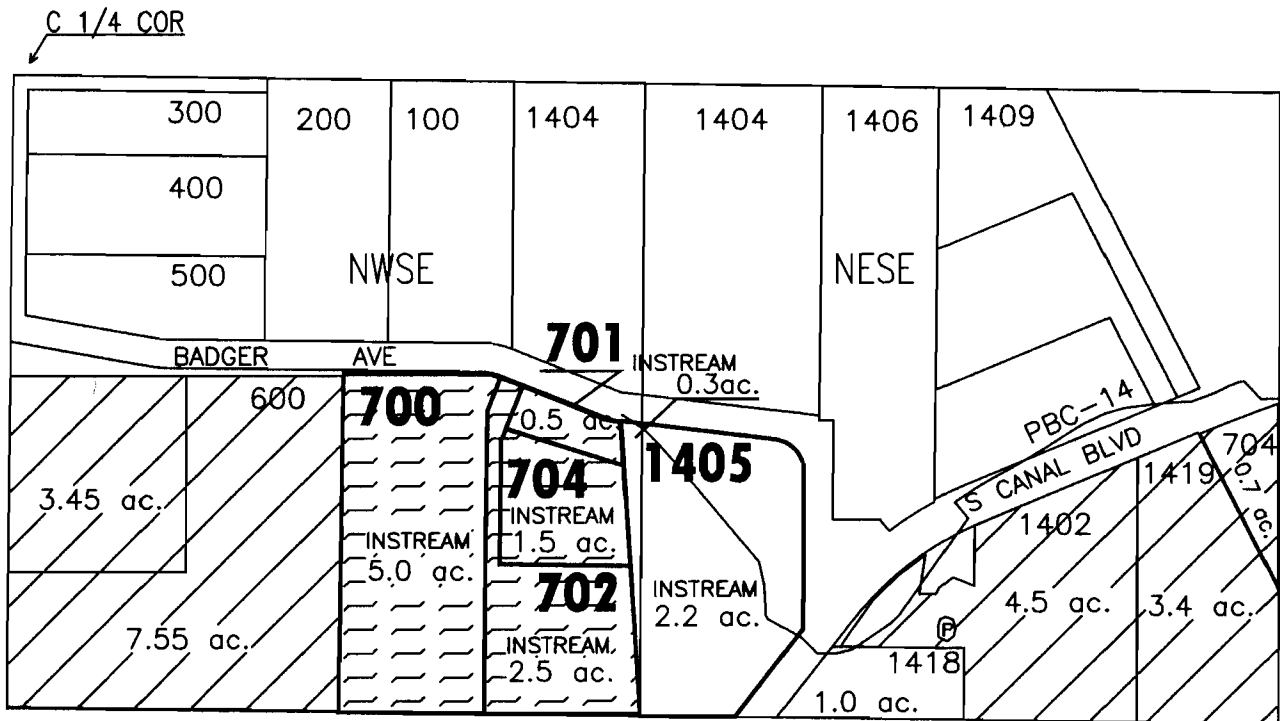 C 1/4 COR
300
200
100
1404
1404
1406
1409
400
500
NWSE
NESE
BADGER AVE
701
INSTREAM
0.3ac.
600
700
0.5 ac.
PBC-14
S CANAL BLVD
704
1405
1419
704
0.7 ac.
3.45 ac.
INSTREAM
5.0 ac.
INSTREAM
1.5 ac.
1402
702
INSTREAM
2.2 ac.
4.5 ac.
3.4 ac.
7.55 ac.
INSTREAM
2.5 ac.
P
1418
1.0 ac.